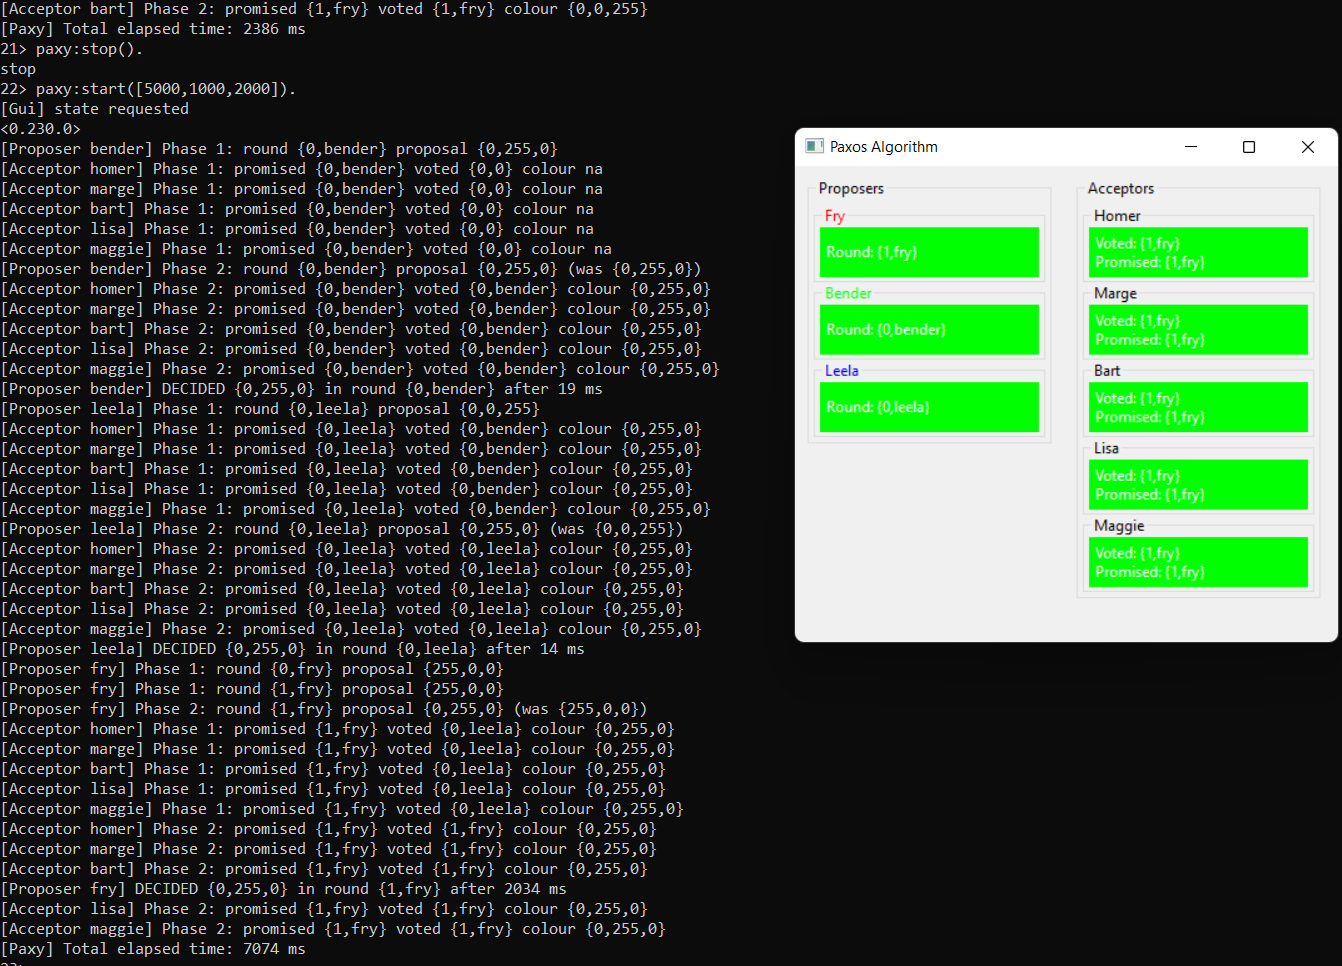 [Acceptor bart] Phase 2: promised {1,fry} voted {1,fry} colour {0,0,255}
[Paxy] Total elapsed time: 2386 ms
21> paxy:stop().
stop
22> paxy:start([5000,1000,2000]).
[Gui] state requested
<0.230.0>
[Proposer bender] Phase 1: round {0,bender} proposal {0,255,0}
[Acceptor homer] Phase 1: promised {0,bender} voted {0,0} colour na
[Acceptor marge] Phase 1: promised {0,bender} voted {0,0} colour na
[Acceptor bart] Phase 1: promised {0,bender} voted {0,0} colour na
[Acceptor lisa] Phase 1: promised {0,bender} voted {0,0} colour na
[Acceptor maggie] Phase 1: promised {0,bender} voted {0,0} colour na
[Proposer bender] Phase 2: round {0,bender} proposal {0,255,0} (was {0,255,0})
[Acceptor homer] Phase 2: promised {0,bender} voted {0,bender} colour {0,255,0}
[Acceptor marge] Phase 2: promised {0,bender} voted {0,bender} colour {0,255,0}
[Acceptor bart] Phase 2: promised {0,bender} voted {0,bender} colour {0,255,0}
[Acceptor lisa] Phase 2: promised {0,bender} voted {0,bender} colour {0,255,0}
[Acceptor maggie] Phase 2: promised {0,bender} voted {0,bender} colour {0,255,0}
[Proposer bender] DECIDED {0,255,0} in round {0,bender} after 19 ms
[Proposer leela] Phase 1: round {0,leela} proposal {0,0,255}
[Acceptor homer] Phase 1: promised {0,leela} voted {0,bender} colour {0,255,0}
[Acceptor marge] Phase 1: promised {0,leela} voted {0,bender} colour {0,255,0}
[Acceptor bart] Phase 1: promised {0,leela} voted {0,bender} colour {0,255,0}
[Acceptor lisa] Phase 1: promised {0,leela} voted {0,bender} colour {0,255,0}
[Acceptor maggie] Phase 1: promised {0,leela} voted {0,bender} colour {0,255,0}
[Proposer leela] Phase 2: round {0,leela} proposal {0,255,0} (was {0,0,255})
[Acceptor homer] Phase 2: promised {0,leela} voted {0,leela} colour {0,255,0}
[Acceptor marge] Phase 2: promised {0,leela} voted {0,leela} colour {0,255,0}
[Acceptor bart] Phase 2: promised {0,leela} voted {0,leela} colour {0,255,0}
[Acceptor lisa] Phase 2: promised {0,leela} voted {0,leela} colour {0,255,0}
[Acceptor maggie] Phase 2: promised {0,leela} voted {0,leela} colour {0,255,0}
[Proposer leela] DECIDED {0,255,0} in round {0,leela} after 14 ms
[Proposer fry] Phase 1: round {0,fry} proposal {255,0,0}
[Proposer fry] Phase 1: round {1,fry} proposal {255,0,0}
[Proposer fry] Phase 2: round {1,fry} proposal {0,255,0} (was {255,0,0})
[Acceptor homer] Phase 1: promised {1,fry} voted {0,leela} colour {0,255,0}
[Acceptor marge] Phase 1: promised {1,fry} voted {0,leela} colour {0,255,0}
[Acceptor bart] Phase 1: promised {1,fry} voted {0,leela} colour {0,255,0}
[Acceptor lisa] Phase 1: promised {1,fry} voted {0,leela} colour {0,255,0}
[Acceptor maggie] Phase 1: promised {1,fry} voted {0,leela} colour {0,255,0}
[Acceptor homer] Phase 2: promised {1,fry} voted {1,fry} colour {0,255,0}
[Acceptor marge] Phase 2: promised {1,fry} voted {1,fry} colour {0,255,0}
[Acceptor bart] Phase 2: promised {1,fry} voted {1,fry} colour {0,255,0}
[Proposer fry] DECIDED {0,255,0} in round {1,fry} after 2034 ms
[Acceptor lisa] Phase 2: promised {1,fry} voted {1,fry} colour {0,255,0}
[Acceptor maggie] Phase 2: promised {1,fry} voted {1,fry} colour {0,255,0}
[Paxy] Total elapsed time: 7074 ms
Paxos Algorithm
Proposers
Fry
Round: {1,fry}
Bender
Round: {0,bender}
Leela
Round: {0,leela}
Acceptors
Homer
Voted: {1,fry}
Promised: {1,fry}
Marge
Voted: {1,fry}
Promised: {1,fry}
Bart
Voted: {1,fry}
Promised: {1,fry}
Lisa
Voted: {1,fry}
Promised: {1,fry}
Maggie
Voted: {1,fry}
Promised: {1,fry}